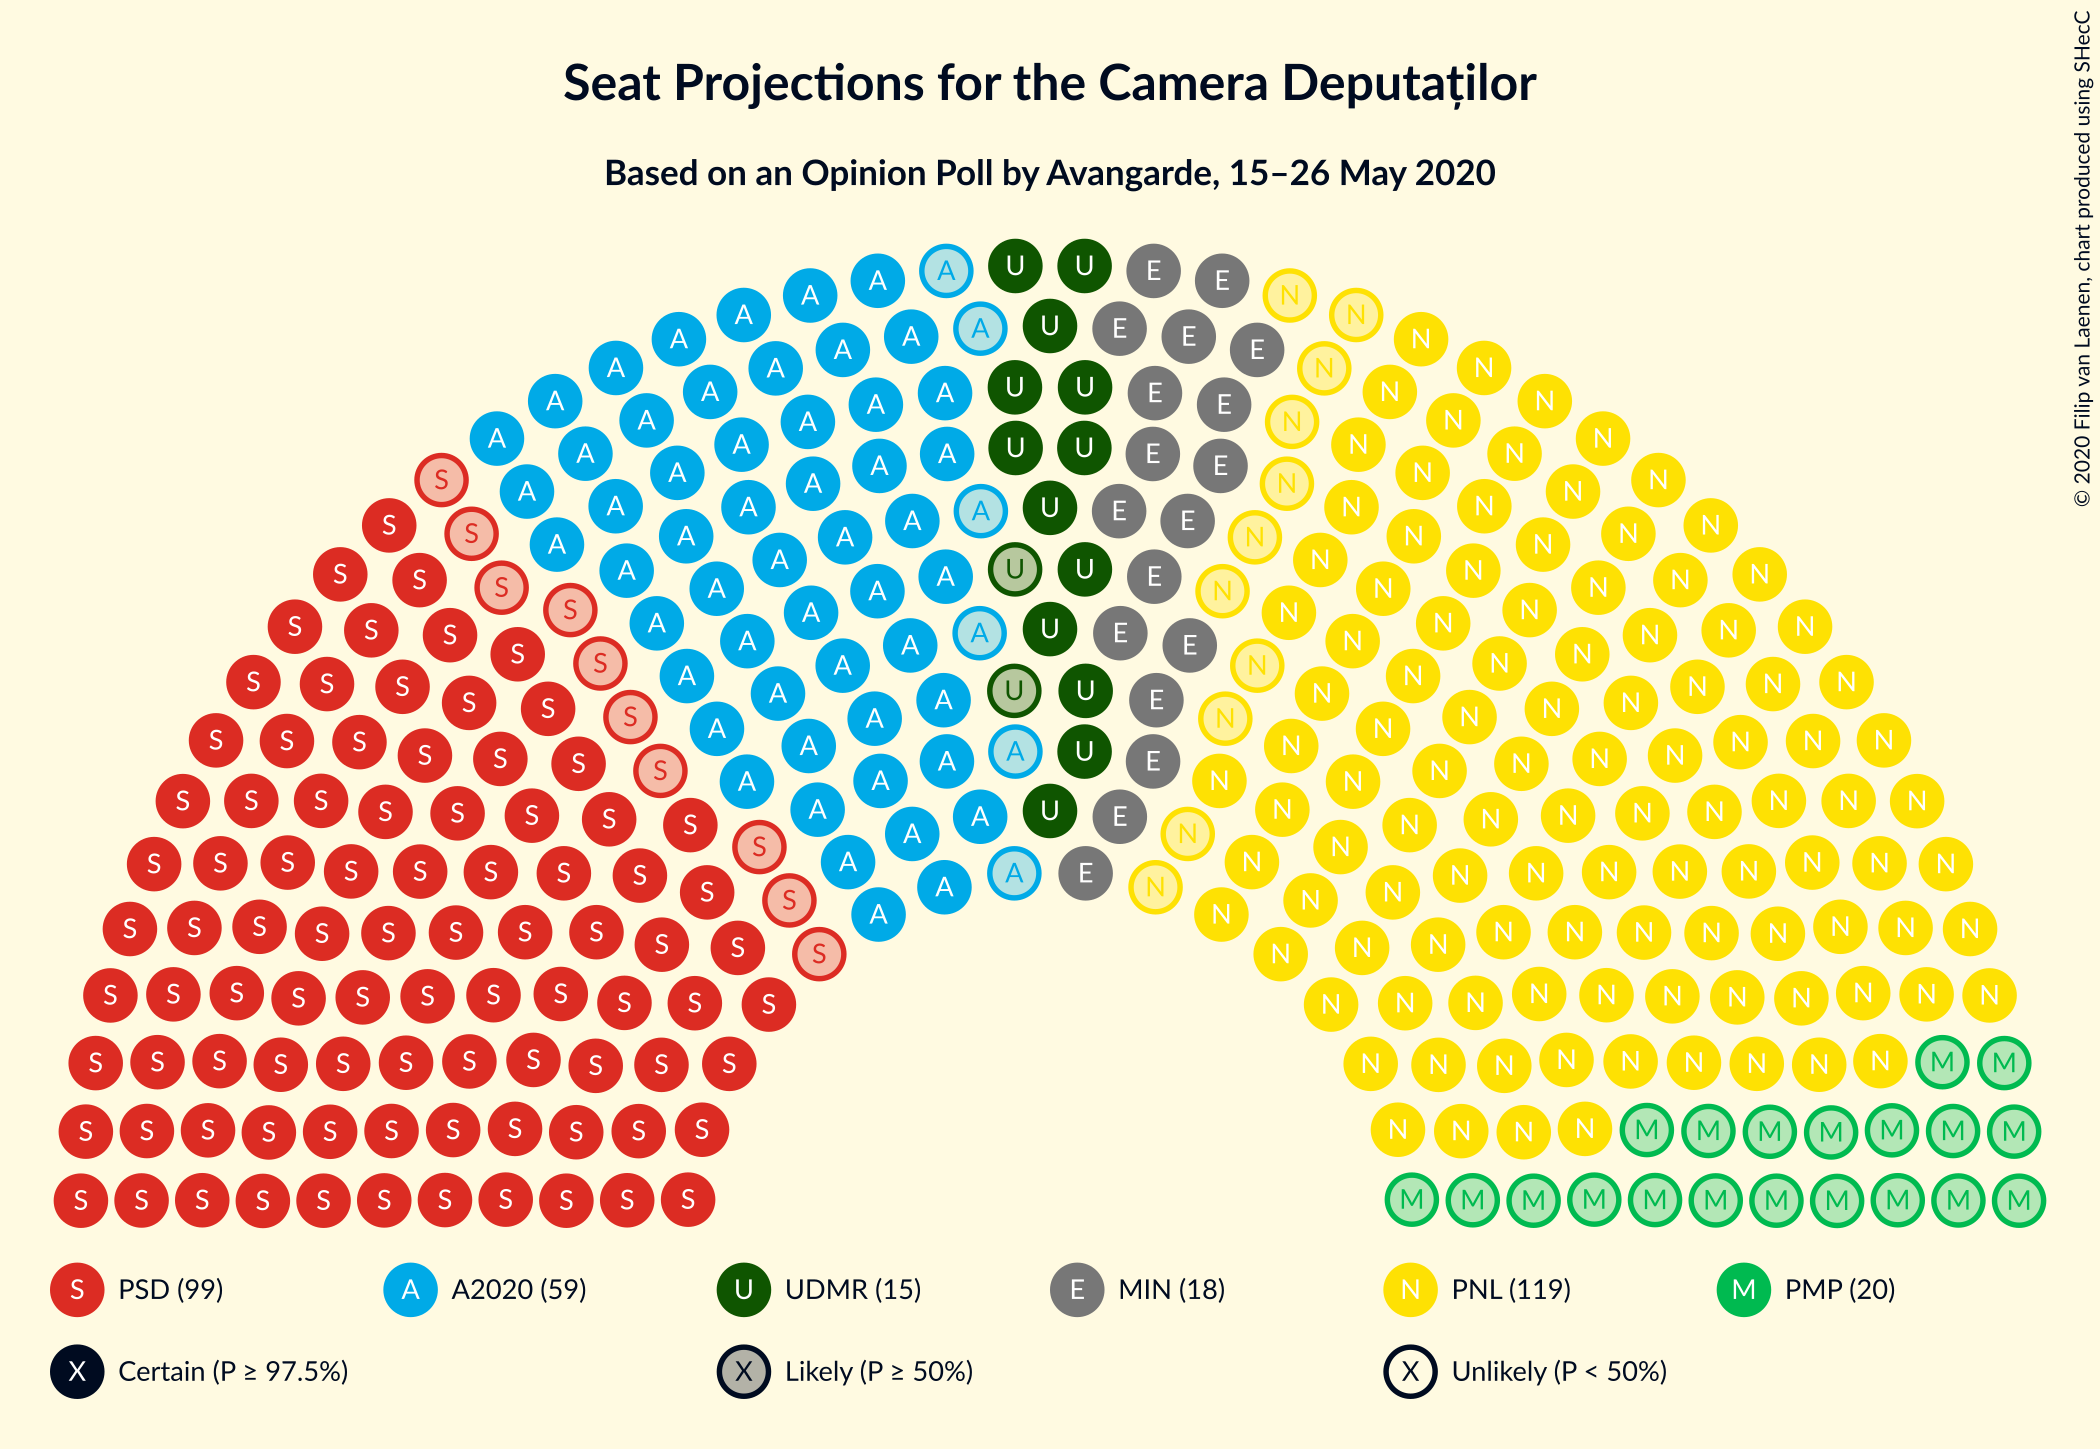 Seat Projections for the Camera Deputaților
Based on an Opinion Poll by Avangarde, 15–26 May 2020
© 2020 Filip van Laenen, chart produced using SHecC
S PSD (99)
A A2020 (59)
U UDMR (15)
E MIN (18)
N PNL (119)
M PMP (20)
X Certain (P ≥ 97.5%)
X Likely (P ≥ 50%)
X Unlikely (P < 50%)